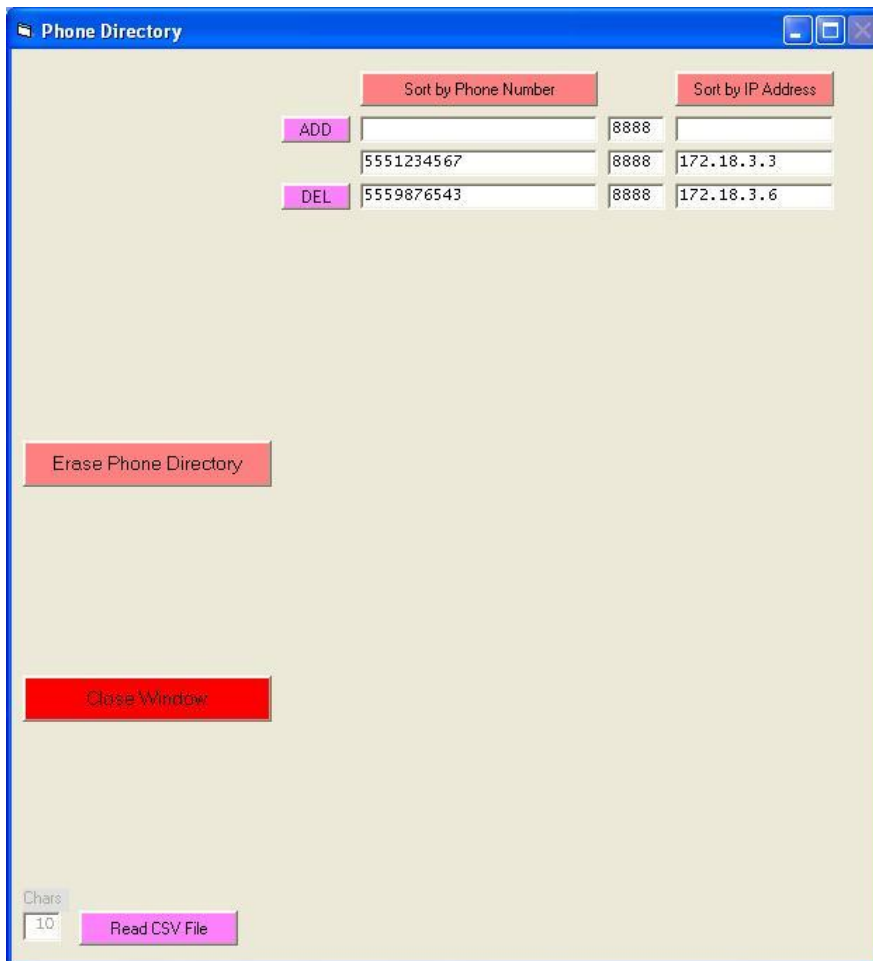 Phone Directory
Sort by Phone Number Sort by IP Address
ADD 8888
5551234567 8888 172.18.3.3
DEL 5559876543 8888 172.18.3.6
Erase Phone Directory
Close Window
Chars
10 Read CSV File